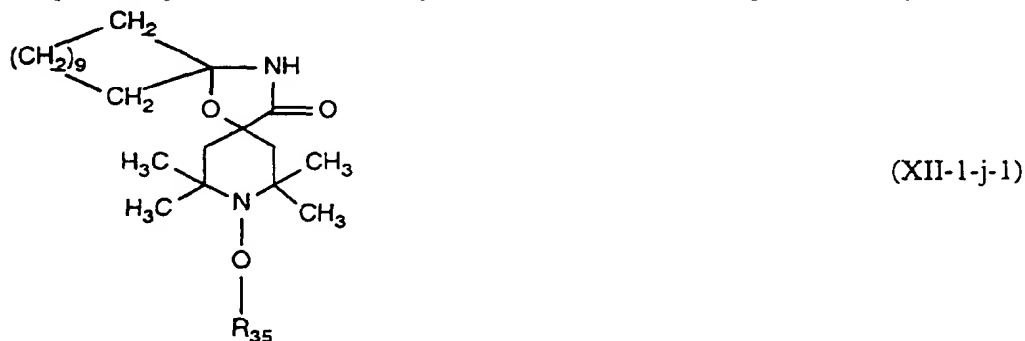 CH₂
(CH₂)₉
NH
CH₂
O
O
H₃C
CH₃
H₃C
N
CH₃
(XII-1-j-1)
O
R₃₅